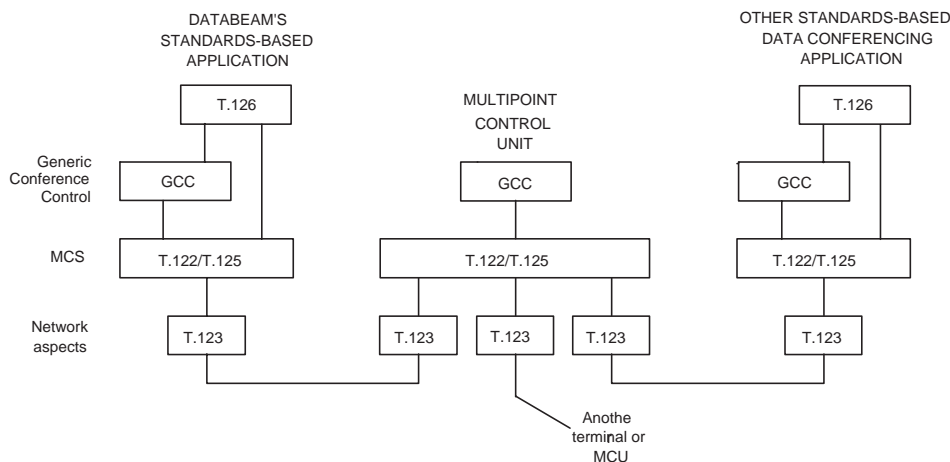 DATABEAM'S
STANDARDS-BASED
APPLICATION
OTHER STANDARDS-BASED
DATA CONFERENCING
APPLICATION
T.126
MULTIPOINT
CONTROL
UNIT
T.126
Generic
Conference
Control
GCC
GCC
GCC
MCS
T.122/T.125
T.122/T.125
T.122/T.125
Network
aspects
T.123
T.123
T.123
T.123
T.123
Anothe
r
terminal or
MCU